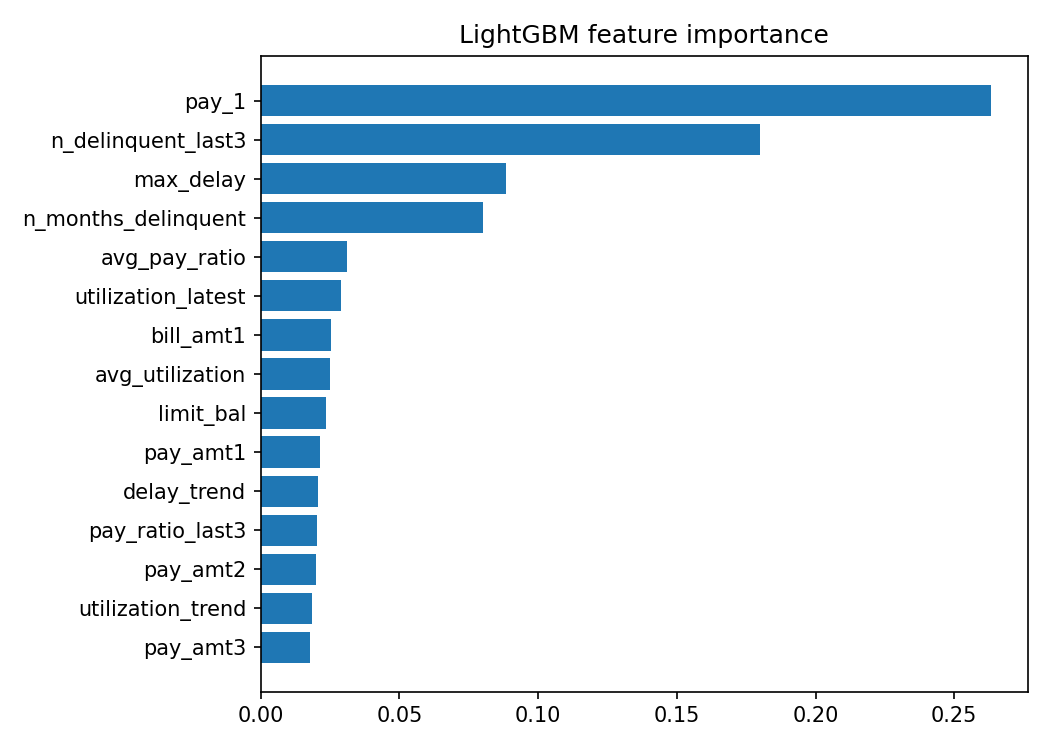 LightGBM feature importance
pay_1
n_delinquent_last3
max_delay
n_months_delinquent
avg_pay_ratio
utilization_latest
bill_amt1
avg_utilization
limit_bal
pay_amt1
delay_trend
pay_ratio_last3
pay_amt2
utilization_trend
pay_amt3
0.00 0.05 0.10 0.15 0.20 0.25